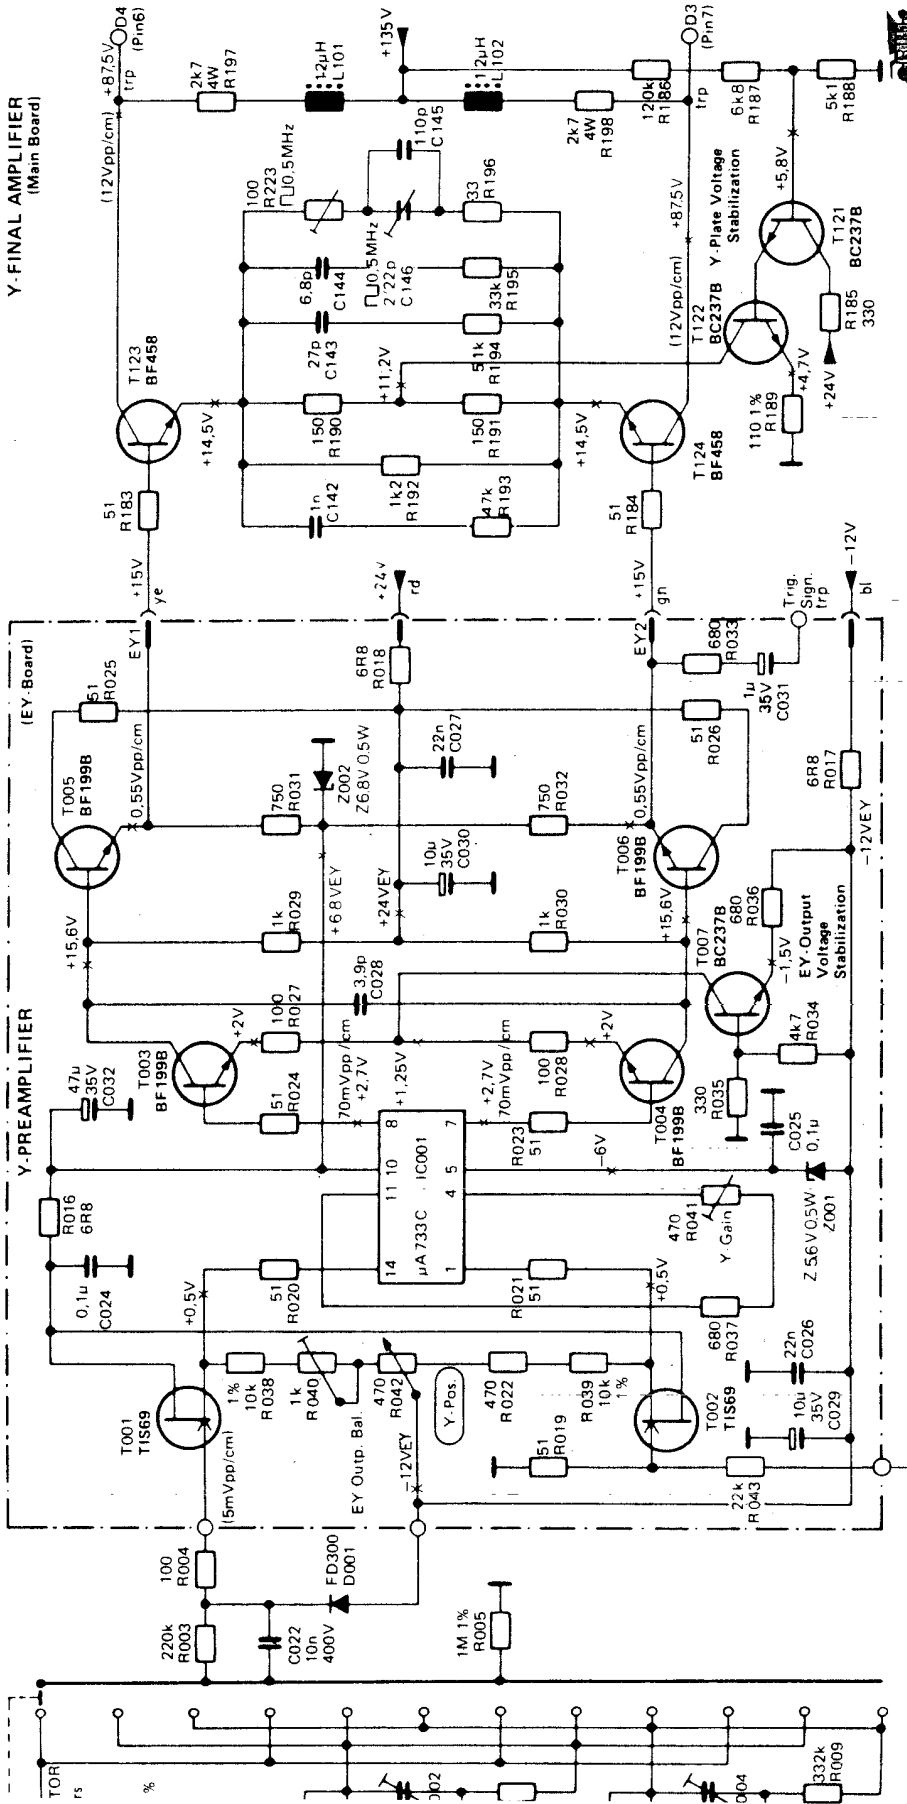 Y-FINAL AMPLIFIER
(Main Board)
D4
(Pin6)
+87,5V
trp
(12Vpp/cm)
2k7
4W
R197
12µH
L101
+135V
12µH
L102
2k7
4W
R198
D3
(Pin7)
trp
120k
R186
6k8
R187
5k1
R188
110p
C145
100
R223
⊓⊔0,5MHz
33
R196
+87,5V
Y-Plate Voltage
Stabilization
+5,8V
T121
BC237B
6,8p
C144
⊓⊔0,5MHz
2/22p
C146
33k
R195
(12Vpp/cm)
T122
BC237B
R185
330
+24V
T123
BF458
27p
C143
+11,2V
5,1k
R194
+4,7V
110 1%
R189
+14,5V
150
R190
150
R191
+14,5V
T124
BF458
1k2
R192
1n
C142
47k
R193
51
R183
51
R184
+15V
ye
+24V
rd
+15V
gn
-12V
bl
Trig.
Sign.
trp
(EY-Board)
EY1
EY2
51
R025
6R8
R018
680
R033
1µ
35V
C031
T005
BF199B
0,55Vpp/cm
750
R031
Z002
Z6,8V 0.5W
22n
C027
750
R032
0,55Vpp/cm
51
R026
6R8
R017
T006
BF199B
-12VEY
+15,6V
1k
R029
+6,8VEY
+24VEY
10µ
35V
C030
1k
R030
+15,6V
T007
BC237B
680
R036
-1,5V
EY-Output
Voltage
Stabilization
Y-PREAMPLIFIER
3,9p
C028
100
R027
+2V
+2V
100
R028
4k7
R034
330
R035
47µ
35V
C032
T003
BF199B
51
R024
70mVpp/cm
+2,7V
+1,25V
+2,7V
70mVpp/cm
R023
51
T004
BF199B
-6V
C025
0,1µ
Z 5,6V 0.5W
Z001
R016
6R8
8
7
10
5
11
4
14
1
IC001
µA 733 C
470
R041
Y Gain
0,1µ
C024
+0,5V
51
R020
R021
51
+0,5V
680
R037
22n
C026
10µ
35V
C029
T001
TIS69
1%
10k
R038
1k
R040
470
R042
Y-Pos.
470
R022
R039
10k
1%
T002
TIS69
(5mVpp/cm)
EY Outp. Bal.
-12VEY
51
R019
22k
R043
100
R004
FD300
D001
220k
R003
C022
10n
400V
1M 1%
R005
TOR
rs
%
002
004
332k
R009